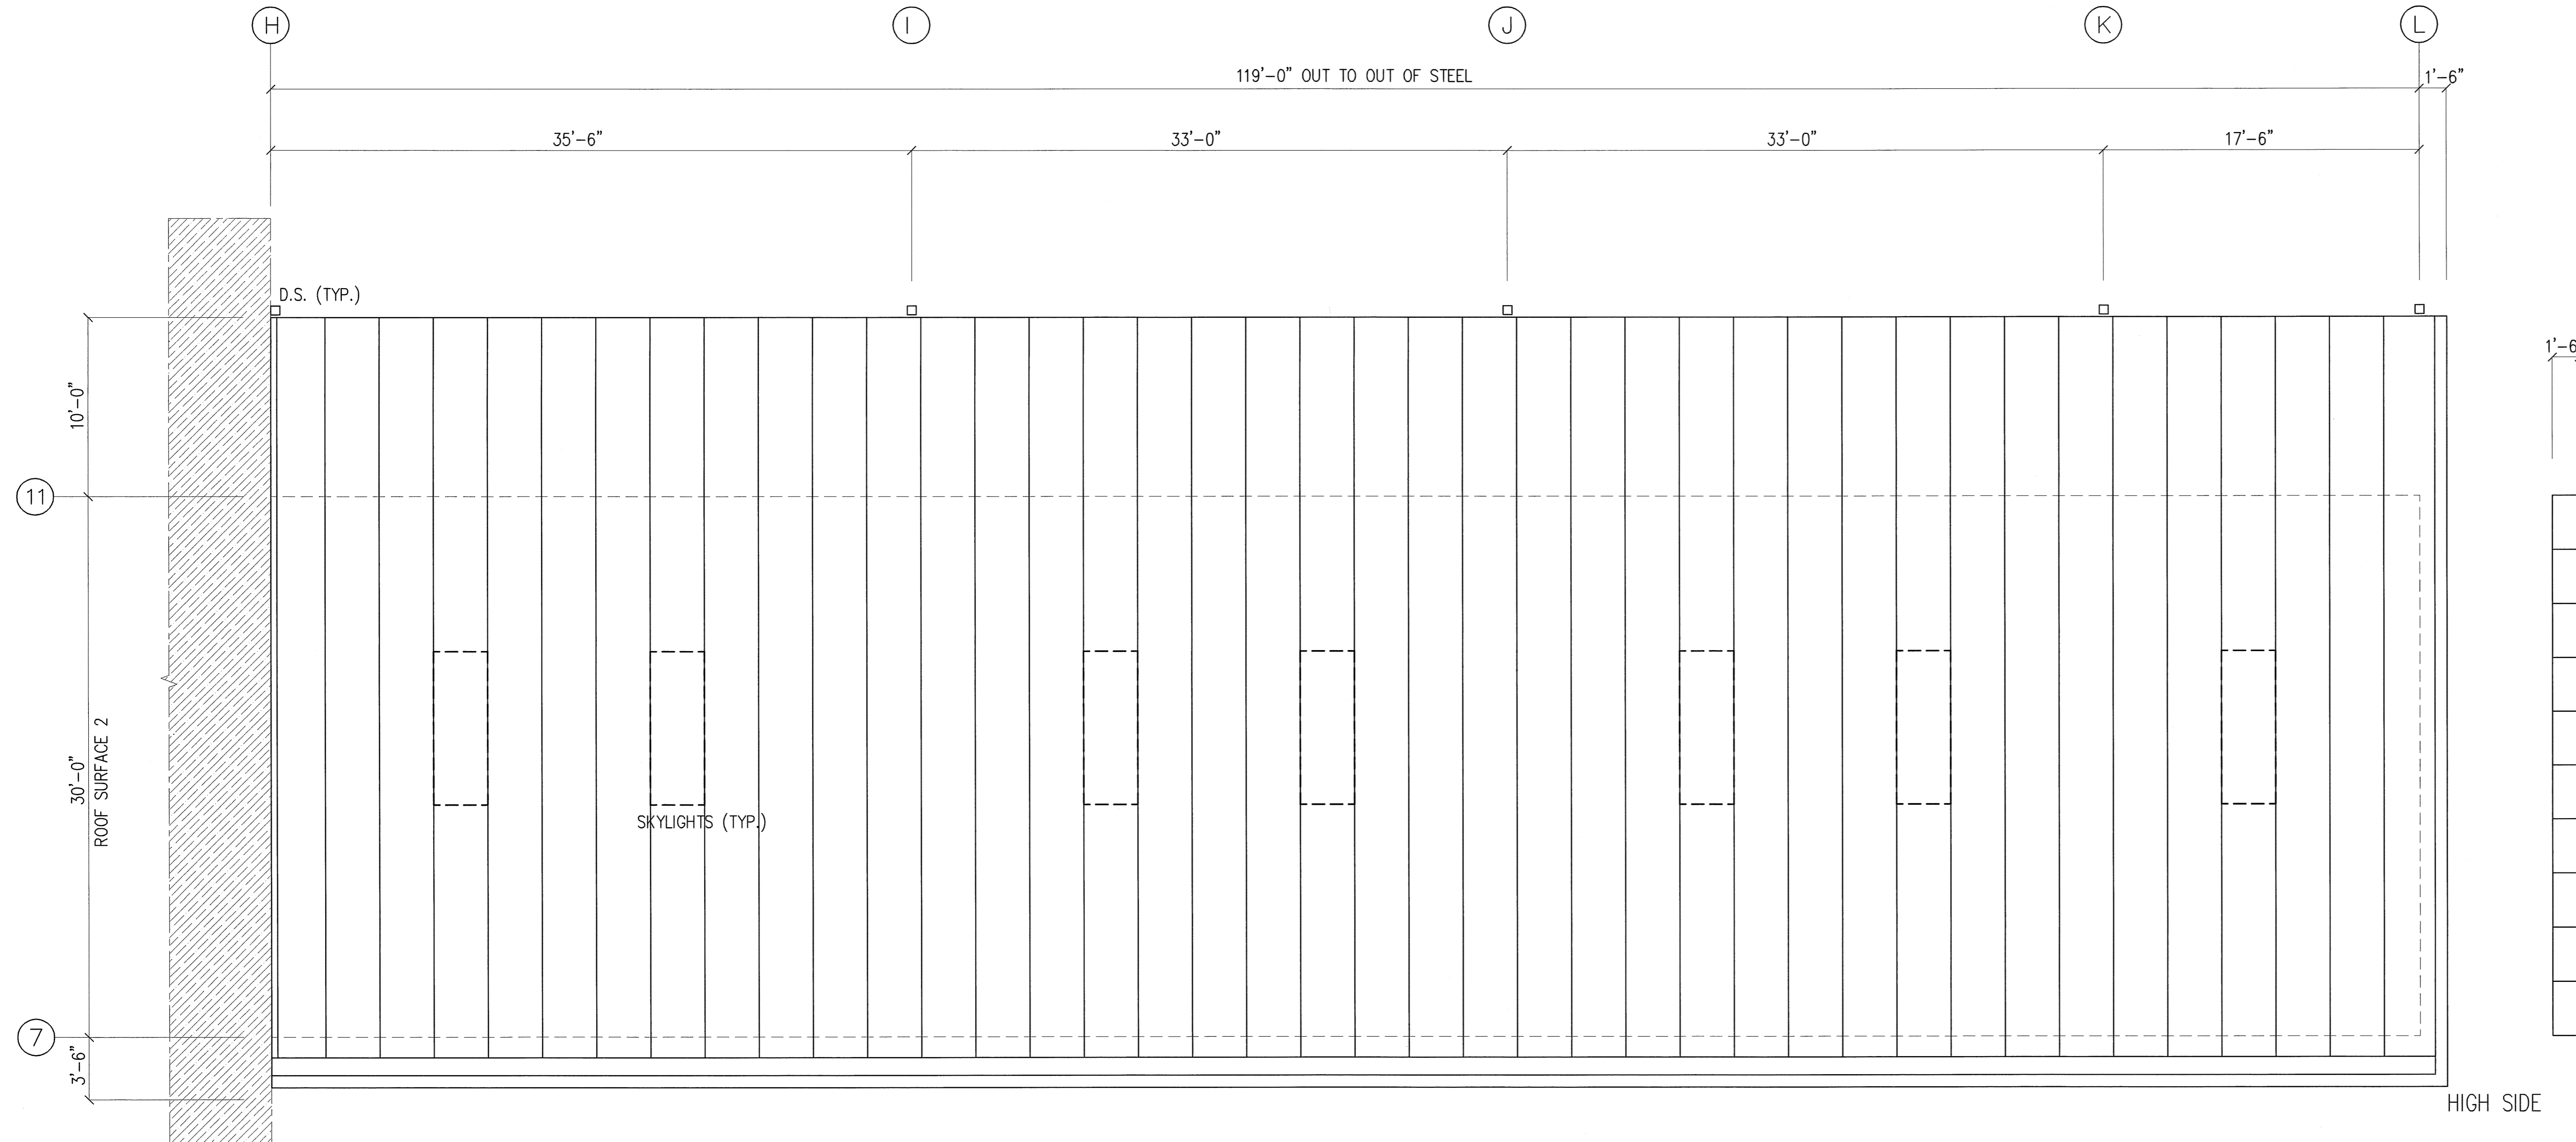 H I J K L
119'-0" OUT TO OUT OF STEEL 1'-6"
35'-6" 33'-0" 33'-0" 17'-6"
D.S. (TYP.)
1'-6
10'-0"
11
30'-0"
ROOF SURFACE 2
SKYLIGHTS (TYP.)
7
3'-6"
HIGH SIDE